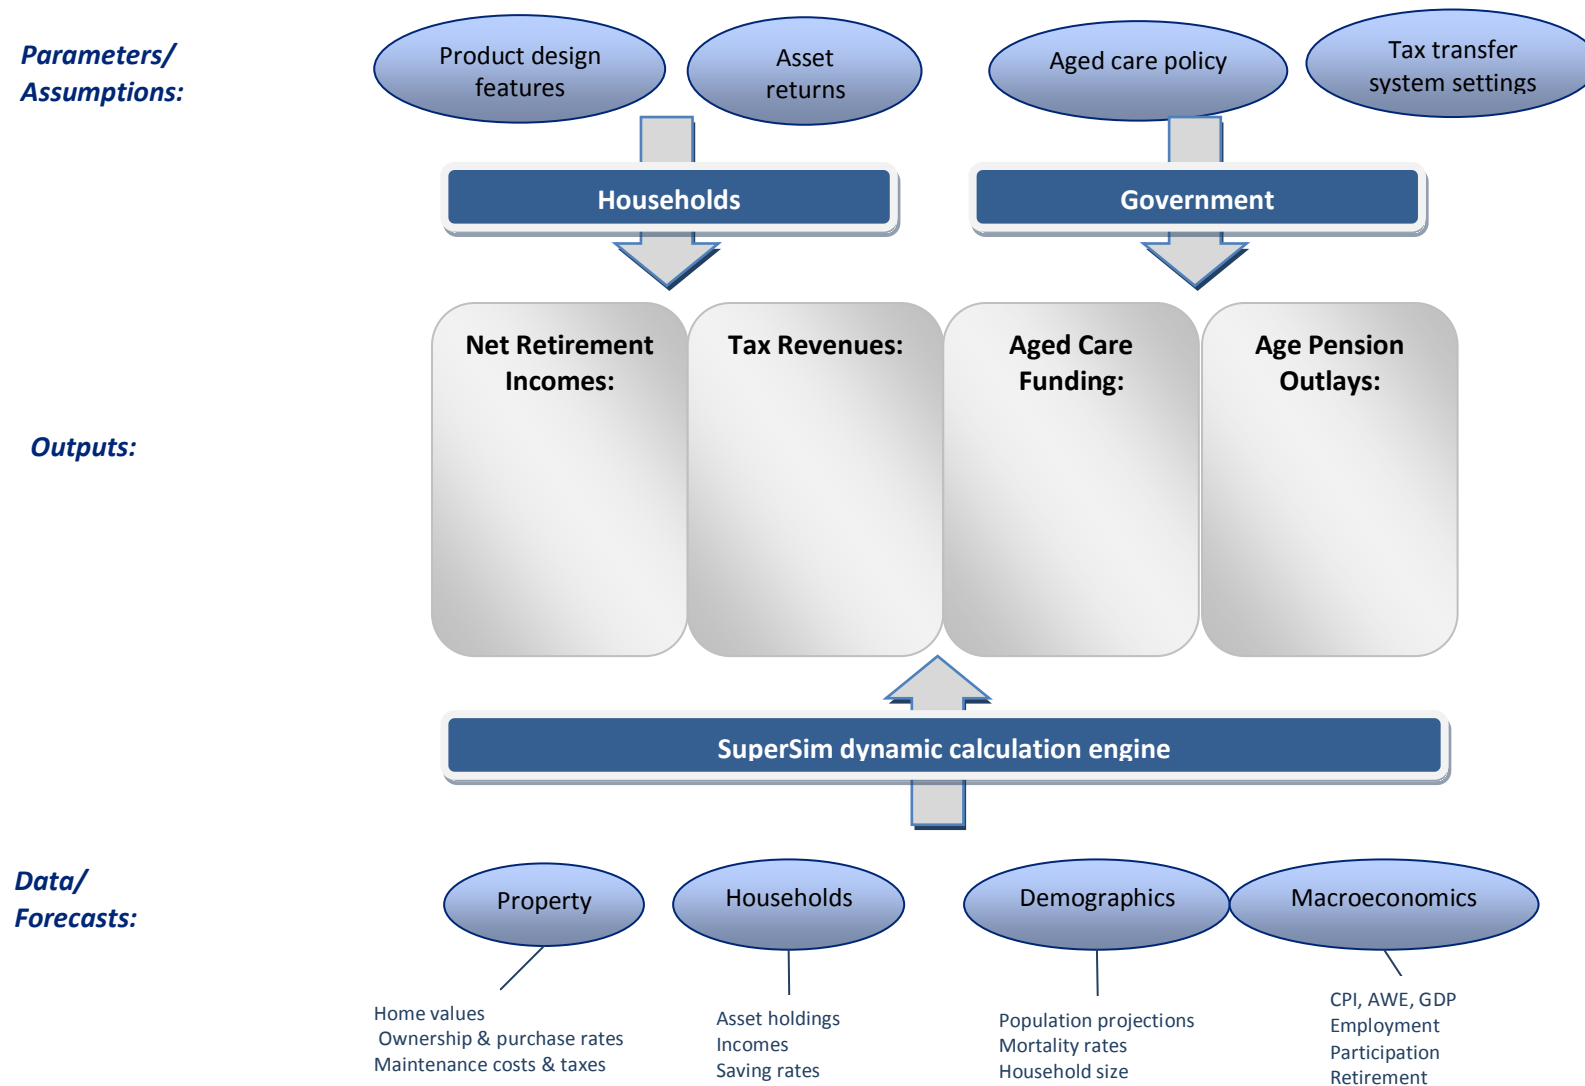 Parameters/
Assumptions:
Product design
features
Asset
returns
Aged care policy
Tax transfer
system settings
Households
Government
Outputs:
Net Retirement
Incomes:
Tax Revenues:
Aged Care
Funding:
Age Pension
Outlays:
SuperSim dynamic calculation engine
Data/
Forecasts:
Property
Households
Demographics
Macroeconomics
Home values
Ownership & purchase rates
Maintenance costs & taxes
Asset holdings
Incomes
Saving rates
Population projections
Mortality rates
Household size
CPI, AWE, GDP
Employment
Participation
Retirement